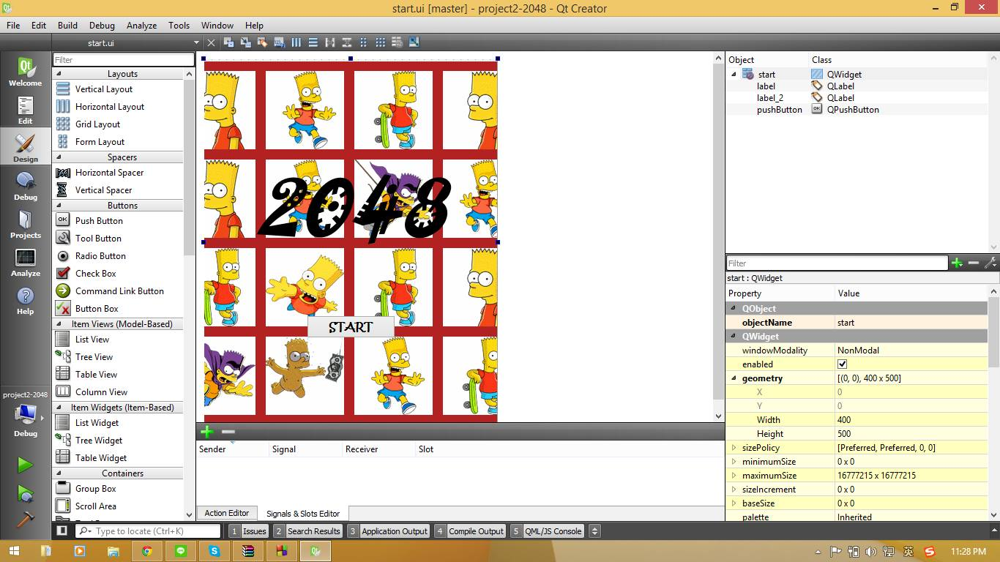 start.ui [master] - project2-2048 - Qt Creator
File Edit Build Debug Analyze Tools Window Help
start.ui
Welcome
Edit
Design
Debug
Projects
Analyze
Help
project2-2048
Debug
Filter
Layouts
Vertical Layout
Horizontal Layout
Grid Layout
Form Layout
Spacers
Horizontal Spacer
Vertical Spacer
Buttons
Push Button
Tool Button
Radio Button
Check Box
Command Link Button
Button Box
Item Views (Model-Based)
List View
Tree View
Table View
Column View
Item Widgets (Item-Based)
List Widget
Tree Widget
Table Widget
Containers
Group Box
Scroll Area
2048
START
Sender Signal Receiver Slot
Action Editor Signals & Slots Editor
Object Class
start QWidget
label QLabel
label_2 QLabel
pushButton QPushButton
Filter
start : QWidget
Property Value
QObject
objectName start
QWidget
windowModality NonModal
enabled
geometry [(0, 0), 400 x 500]
X 0
Y 0
Width 400
Height 500
sizePolicy [Preferred, Preferred, 0, 0]
minimumSize 0 x 0
maximumSize 16777215 x 16777215
sizeIncrement 0 x 0
baseSize 0 x 0
palette Inherited
Type to locate (Ctrl+K) 1 Issues 2 Search Results 3 Application Output 4 Compile Output 5 QML/JS Console
英 11:28 PM